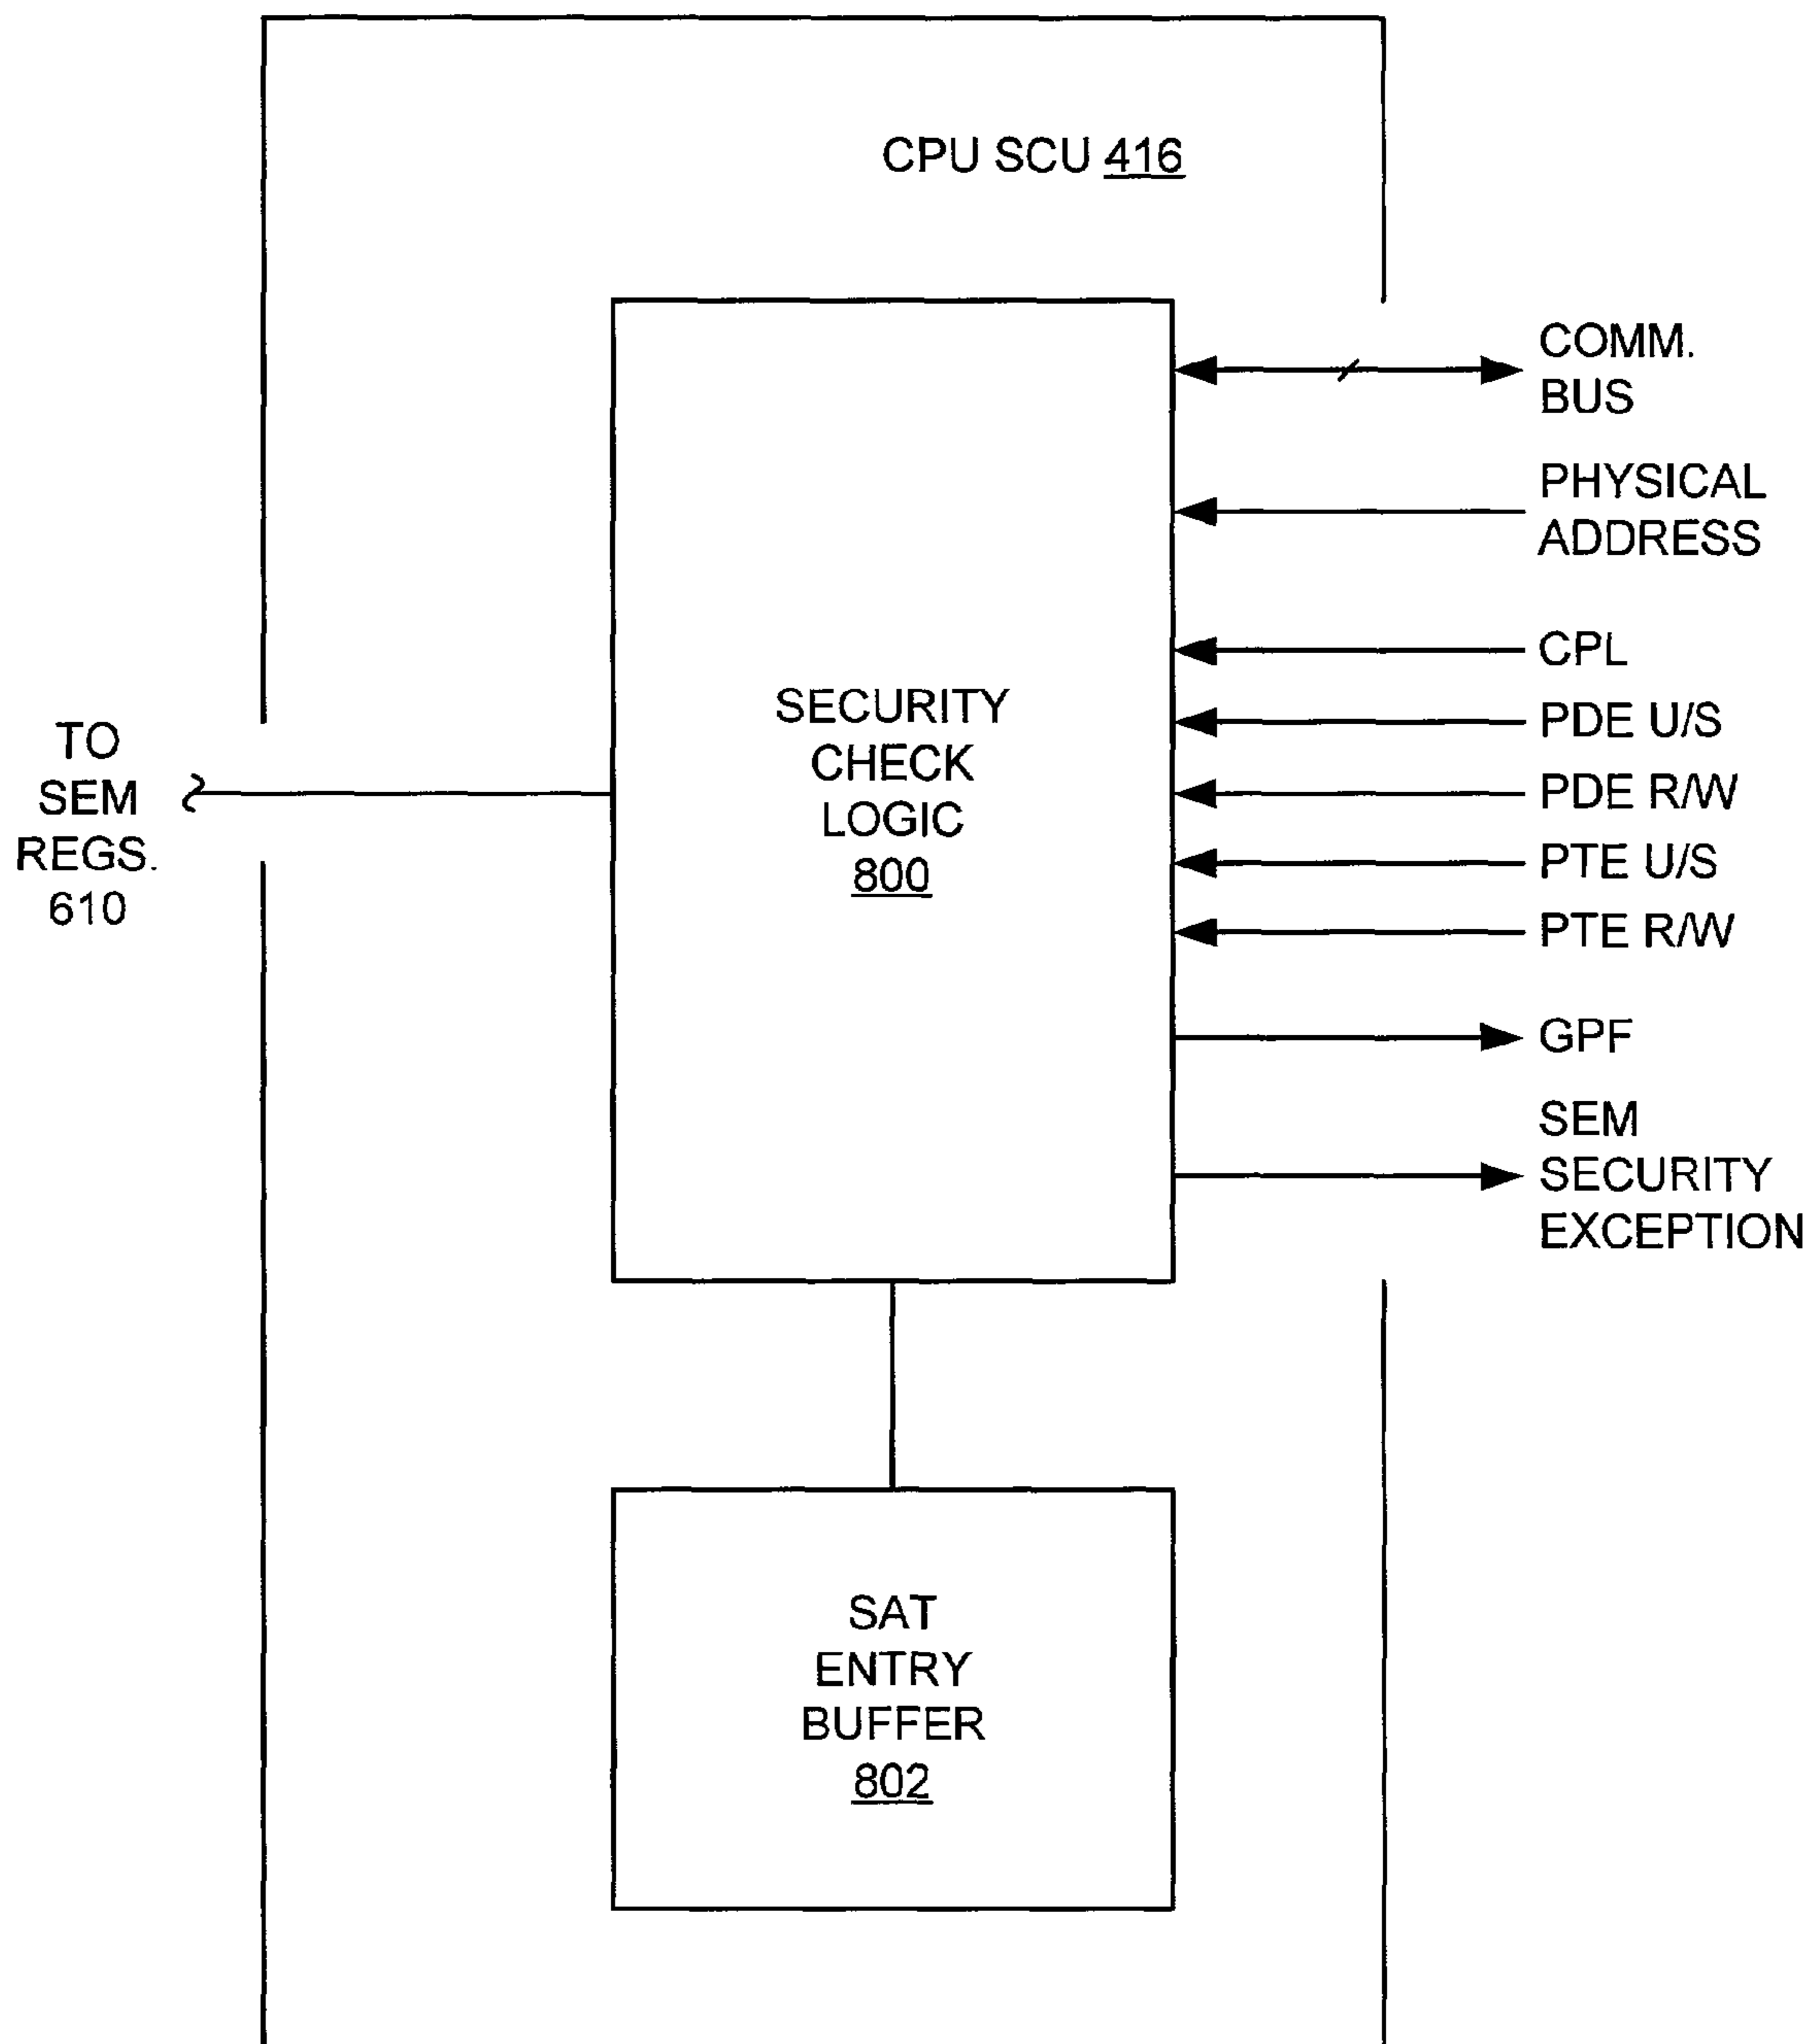 CPU SCU 416
COMM.
BUS
PHYSICAL
ADDRESS
CPL
PDE U/S
PDE R/W
PTE U/S
PTE R/W
GPF
SEM
SECURITY
EXCEPTION
TO
SEM
REGS.
610
SECURITY
CHECK
LOGIC
800
SAT
ENTRY
BUFFER
802